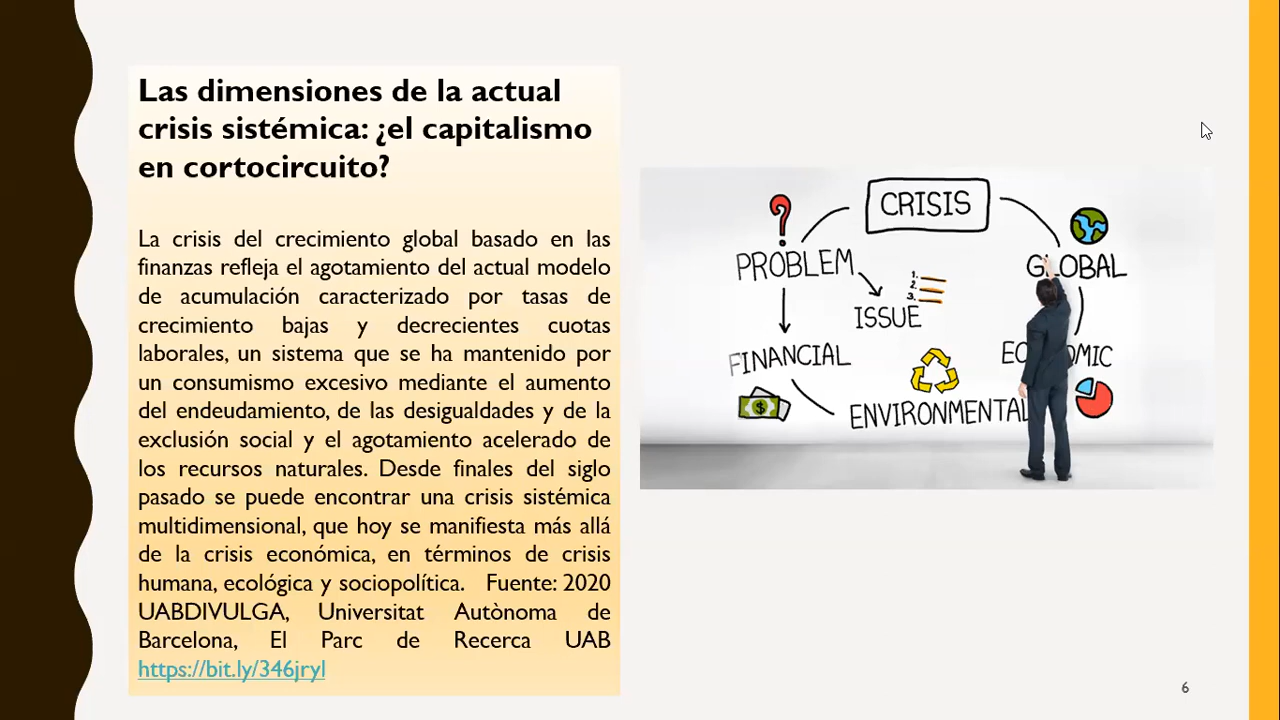 Las dimensiones de la actual
crisis sistémica: ¿el capitalismo
en cortocircuito?
La crisis del crecimiento global basado en las
finanzas refleja el agotamiento del actual modelo
de acumulación caracterizado por tasas de
crecimiento bajas y decrecientes cuotas
laborales, un sistema que se ha mantenido por
un consumismo excesivo mediante el aumento
del endeudamiento, de las desigualdades y de la
exclusión social y el agotamiento acelerado de
los recursos naturales. Desde finales del siglo
pasado se puede encontrar una crisis sistémica
multidimensional, que hoy se manifiesta más allá
de la crisis económica, en términos de crisis
humana, ecológica y sociopolítica. Fuente: 2020
UABDIVULGA, Universitat Autònoma de
Barcelona, El Parc de Recerca UAB
https://bit.ly/346jryl
CRISIS
?
PROBLEM
GLOBAL
1.
2.
3.
ISSUE
FINANCIAL
$
ENVIRONMENTAL
6